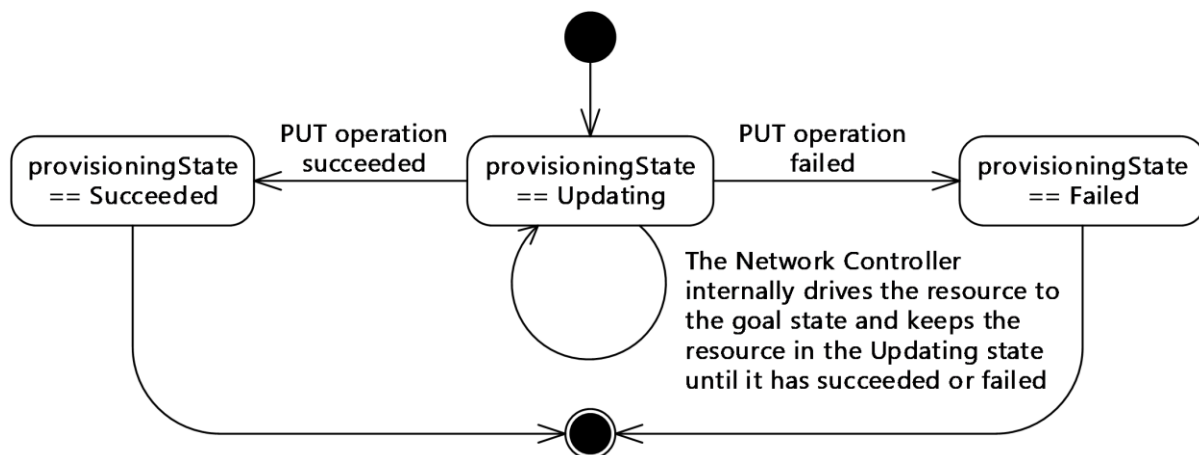 PUT operation
succeeded
PUT operation
failed
provisioningState
== Succeeded
provisioningState
== Updating
provisioningState
== Failed
The Network Controller
internally drives the resource to
the goal state and keeps the
resource in the Updating state
until it has succeeded or failed